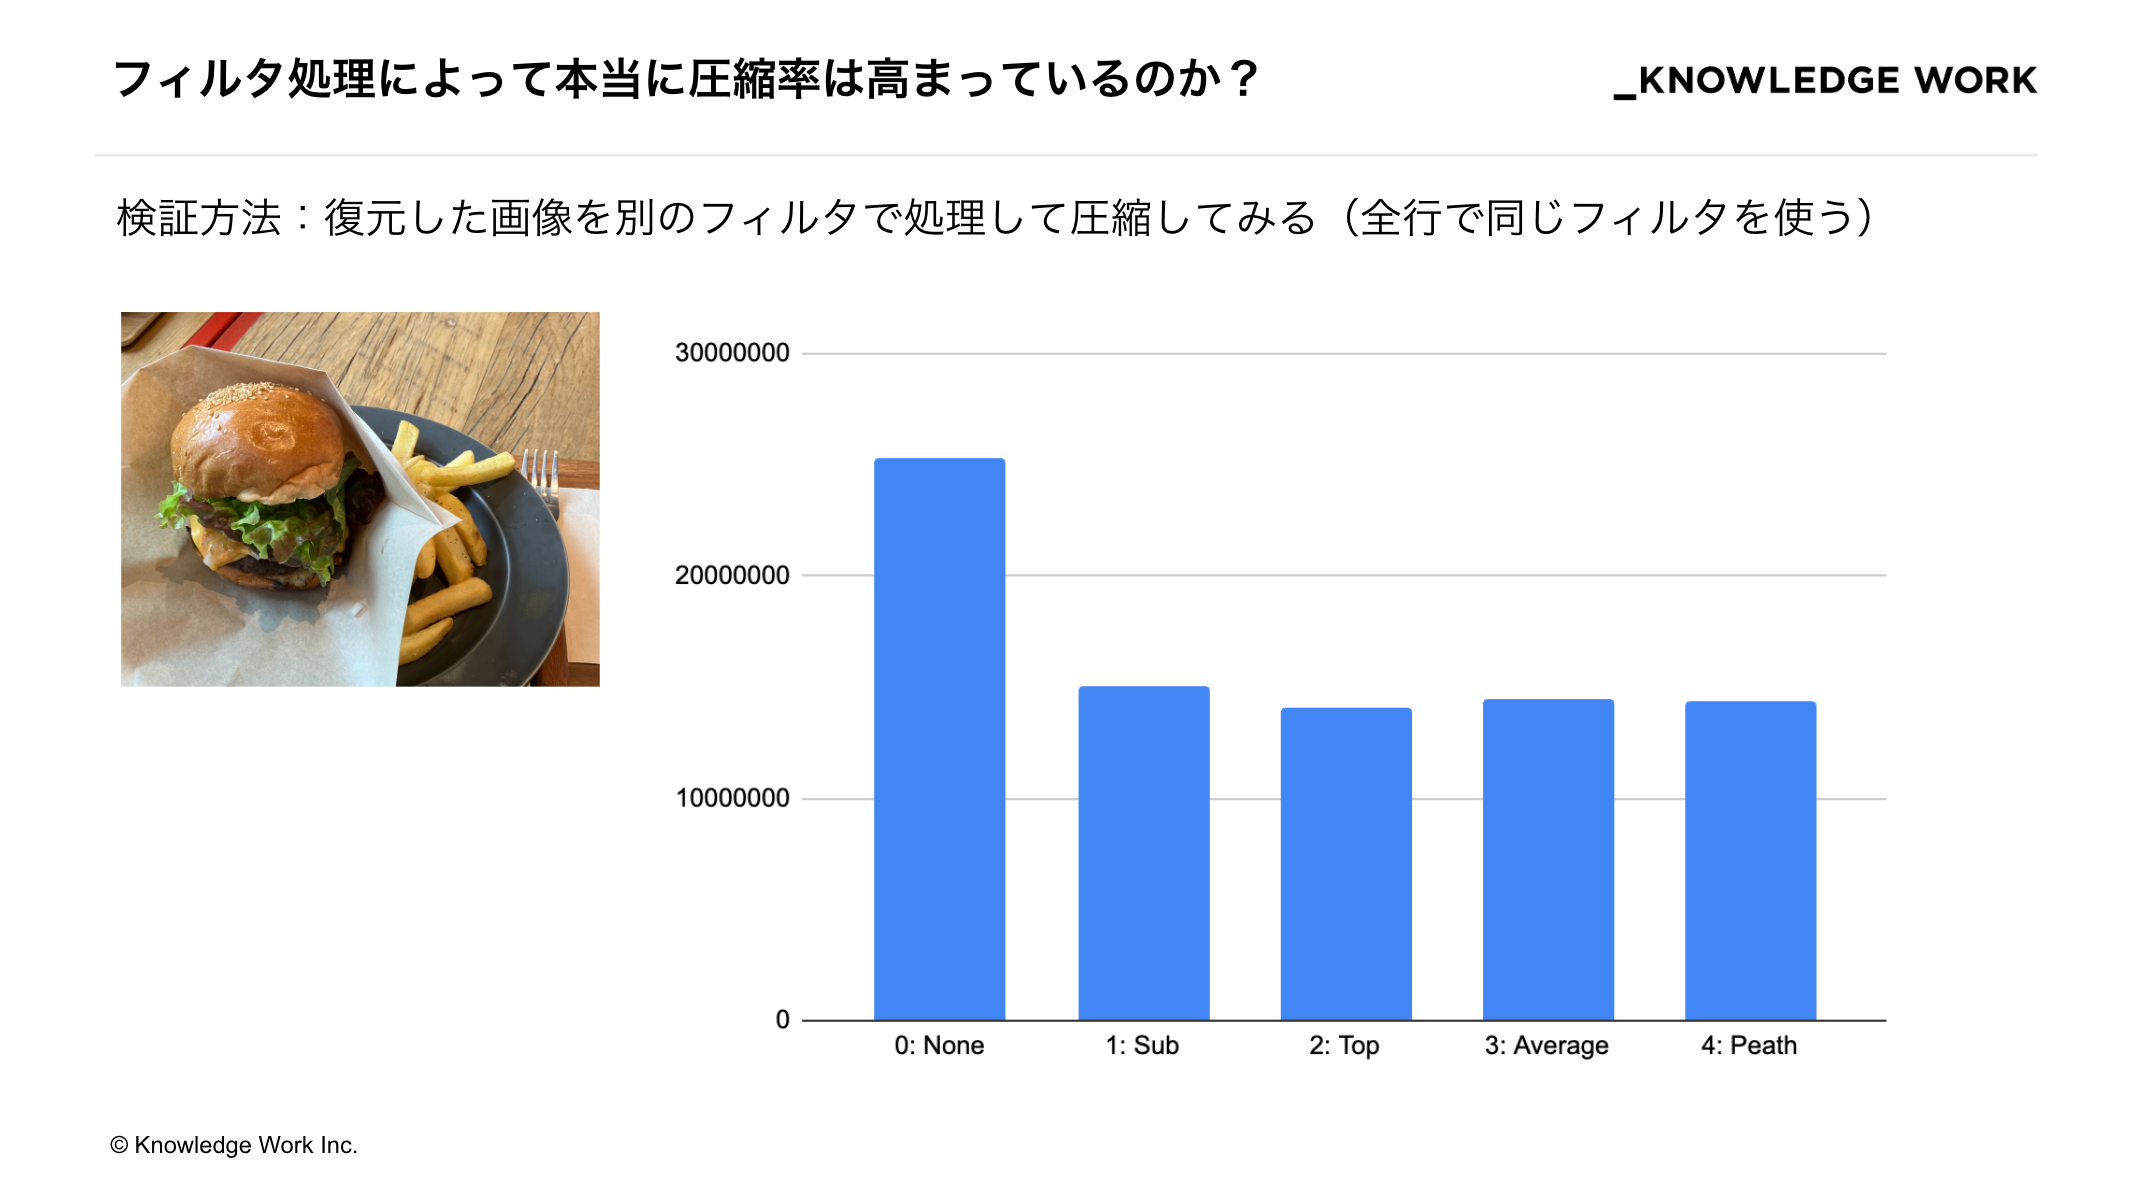 フィルタ処理によって本当に圧縮率は高まっているのか？
_KNOWLEDGE WORK
検証方法：復元した画像を別のフィルタで処理して圧縮してみる（全行で同じフィルタを使う）
30000000
20000000
10000000
0
0: None
1: Sub
2: Top
3: Average
4: Peath
© Knowledge Work Inc.